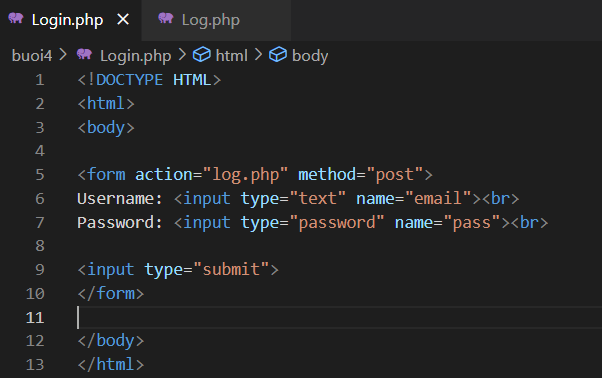 Login.php × Log.php
buoi4 > Login.php > html > body
1 <!DOCTYPE HTML>
2 <html>
3 <body>
4
5 <form action="log.php" method="post">
6 Username: <input type="text" name="email"><br>
7 Password: <input type="password" name="pass"><br>
8
9 <input type="submit">
10 </form>
11
12 </body>
13 </html>